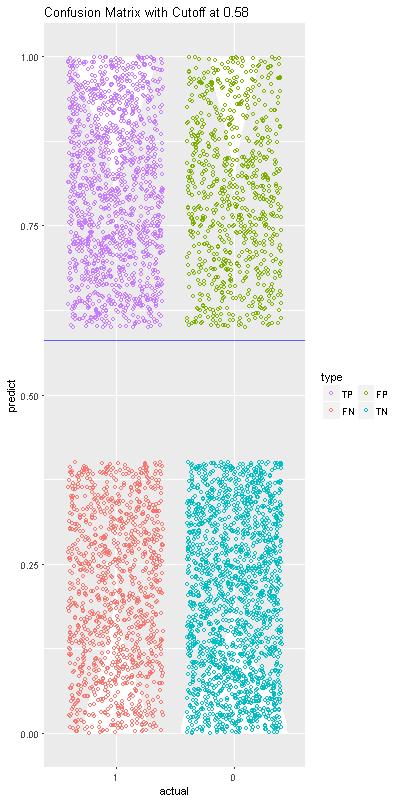 Confusion Matrix with Cutoff at 0.58
1.00
0.75
0.50
0.25
0.00
predict
1 0
actual
type
TP FP
FN TN